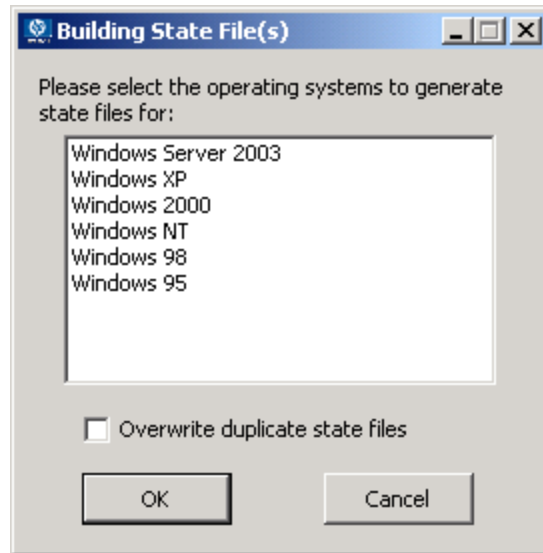 Building State File(s)
Please select the operating systems to generate
state files for:
Windows Server 2003
Windows XP
Windows 2000
Windows NT
Windows 98
Windows 95
Overwrite duplicate state files
OK
Cancel